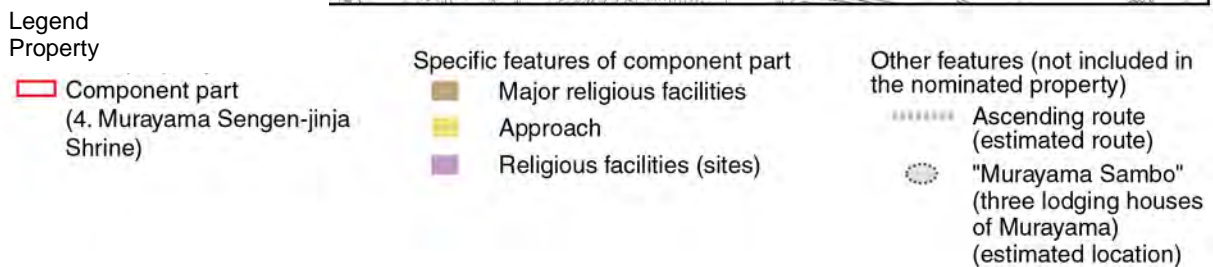 Legend
Property
Component part
(4. Murayama Sengen-jinja
Shrine)
Specific features of component part
Major religious facilities
Approach
Religious facilities (sites)
Other features (not included in
the nominated property)
Ascending route
(estimated route)
"Murayama Sambo"
(three lodging houses
of Murayama)
(estimated location)